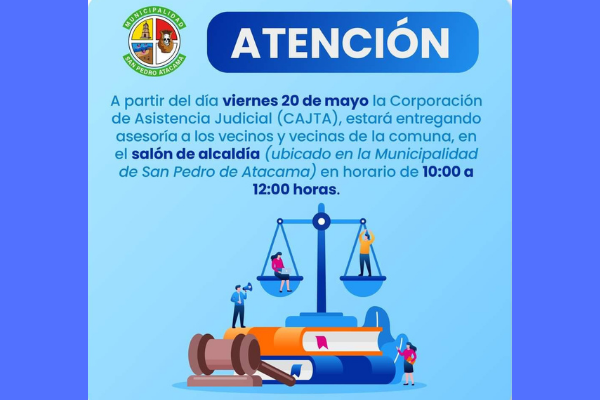 MUNICIPALIDAD
SAN PEDRO ATACAMA
ATENCIÓN
A partir del día viernes 20 de mayo la Corporación
de Asistencia Judicial (CAJTA), estará entregando
asesoría a los vecinos y vecinas de la comuna, en
el salón de alcaldía (ubicado en la Municipalidad
de San Pedro de Atacama) en horario de 10:00 a
12:00 horas.